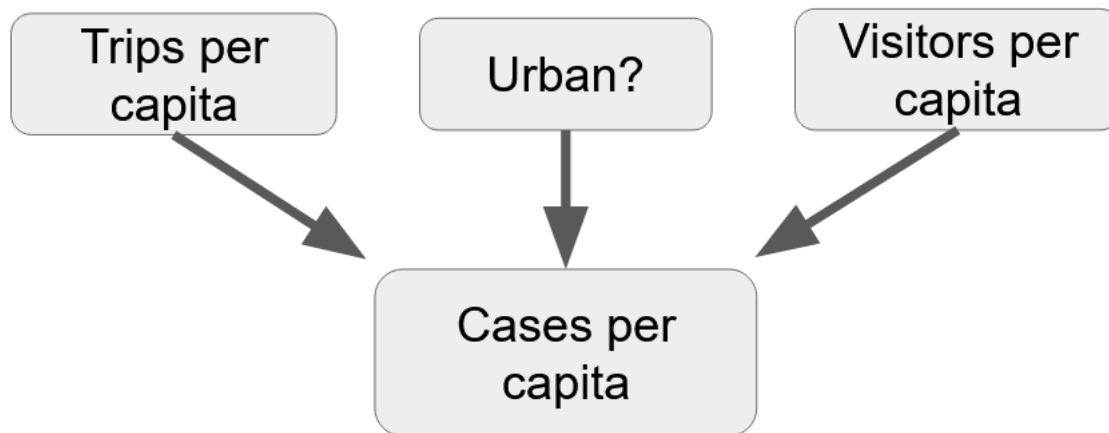 Trips per
capita
Urban?
Visitors per
capita
Cases per
capita